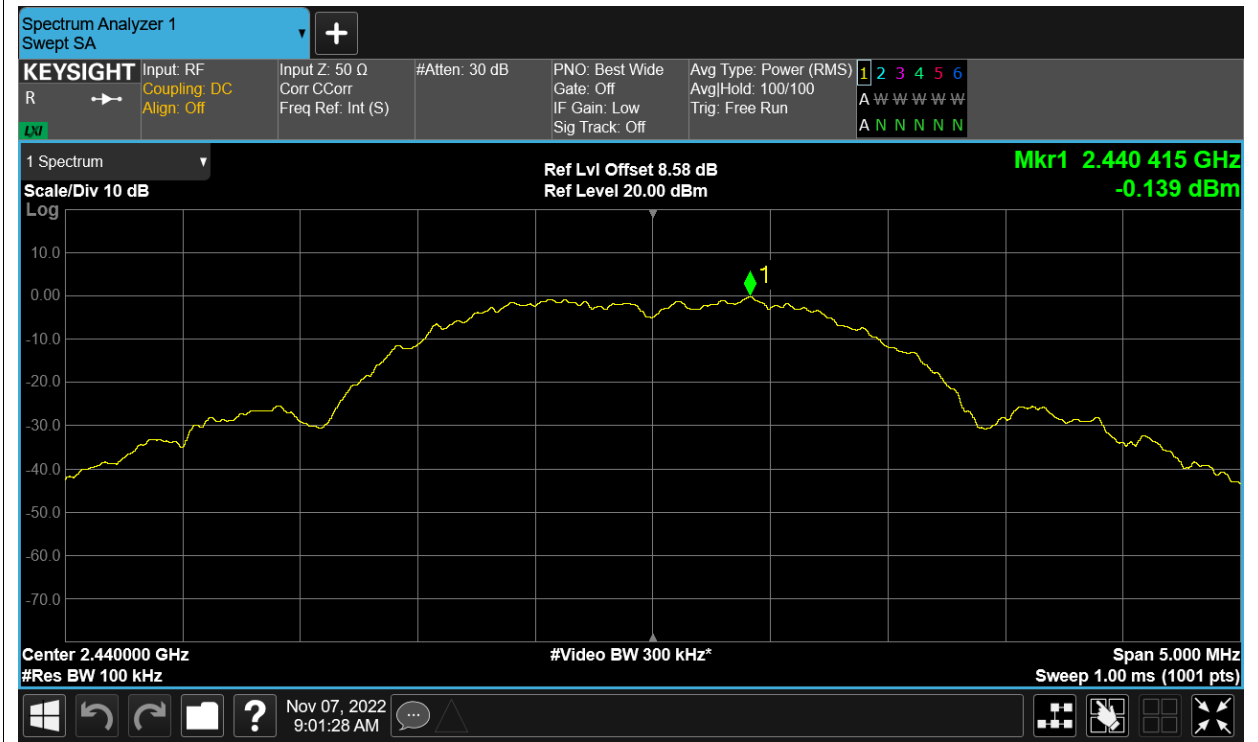 Spectrum Analyzer 1
Swept SA
KEYSIGHT
R
LXI
Input: RF
Coupling: DC
Align: Off
Input Z: 50 Ω
Corr CCorr
Freq Ref: Int (S)
#Atten: 30 dB
PNO: Best Wide
Gate: Off
IF Gain: Low
Sig Track: Off
Avg Type: Power (RMS)
Avg|Hold: 100/100
Trig: Free Run
1 2 3 4 5 6
A W W W W W
A N N N N N
1 Spectrum
Scale/Div 10 dB
Log
Ref Lvl Offset 8.58 dB
Ref Level 20.00 dBm
Mkr1 2.440 415 GHz
-0.139 dBm
1
10.0
0.00
-10.0
-20.0
-30.0
-40.0
-50.0
-60.0
-70.0
Center 2.440000 GHz
#Res BW 100 kHz
#Video BW 300 kHz*
Span 5.000 MHz
Sweep 1.00 ms (1001 pts)
?
Nov 07, 2022
9:01:28 AM